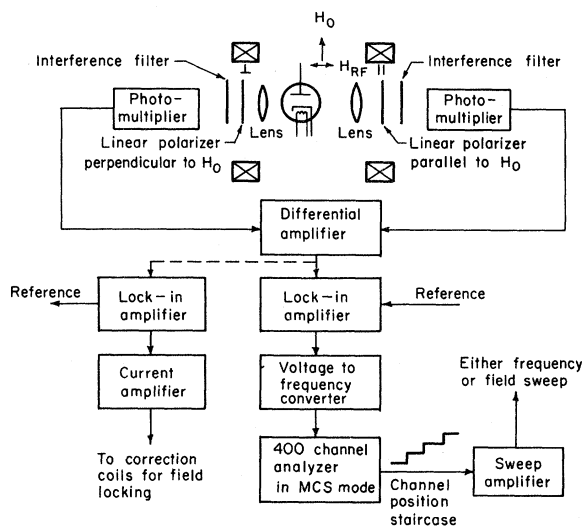 H₀
Interference filter
⊥
H_RF
||
Interference filter
Photo-
multiplier
Lens
Lens
Photo-
multiplier
Linear polarizer
perpendicular to H₀
Linear polarizer
parallel to H₀
Differential
amplifier
Reference
Lock-in
amplifier
Lock-in
amplifier
Reference
Current
amplifier
Voltage to
frequency
converter
Either frequency
or field sweep
To correction
coils for field
locking
400 channel
analyzer
in MCS mode
Channel
position
staircase
Sweep
amplifier